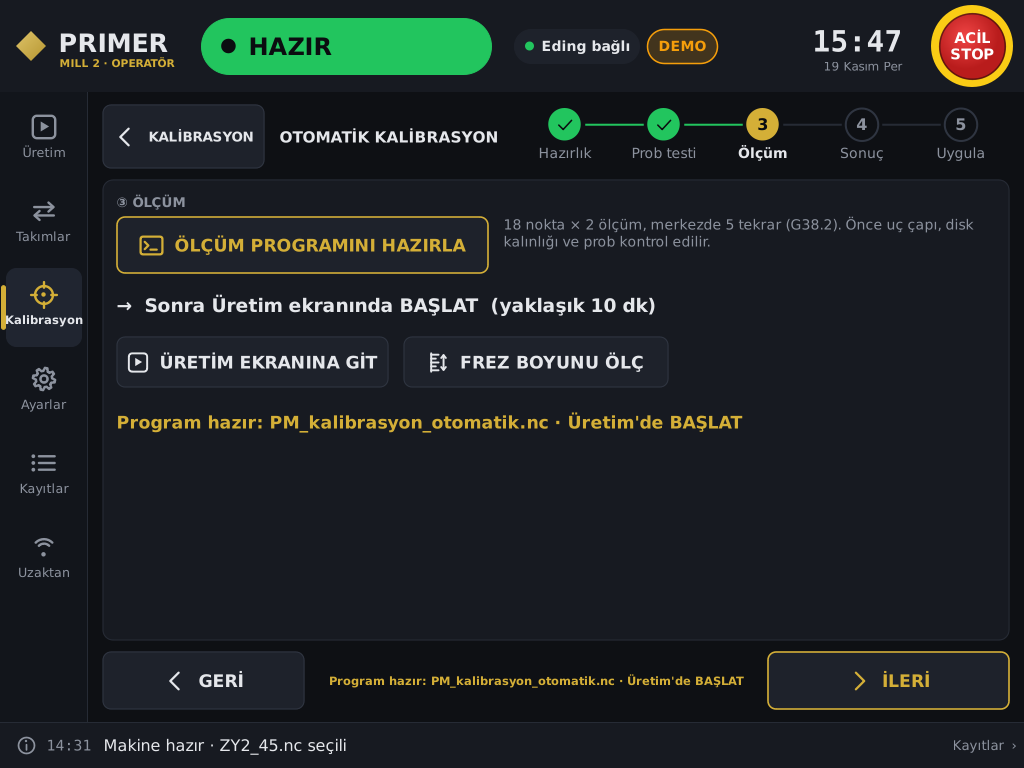 PRIMER
MILL 2 · OPERATÖR
HAZIR
Eding bağlı
DEMO
15:47
19 Kasım Per
ACİL
STOP
Üretim
Takımlar
Kalibrasyon
Ayarlar
Kayıtlar
Uzaktan
KALİBRASYON
OTOMATİK KALİBRASYON
Hazırlık
Prob testi
3
Ölçüm
4
Sonuç
5
Uygula
③ ÖLÇÜM
ÖLÇÜM PROGRAMINI HAZIRLA
18 nokta × 2 ölçüm, merkezde 5 tekrar (G38.2). Önce uç çapı, disk
kalınlığı ve prob kontrol edilir.
→ Sonra Üretim ekranında BAŞLAT (yaklaşık 10 dk)
ÜRETİM EKRANINA GİT
FREZ BOYUNU ÖLÇ
Program hazır: PM_kalibrasyon_otomatik.nc · Üretim'de BAŞLAT
GERİ
Program hazır: PM_kalibrasyon_otomatik.nc · Üretim'de BAŞLAT
İLERİ
14:31 Makine hazır · ZY2_45.nc seçili
Kayıtlar ›